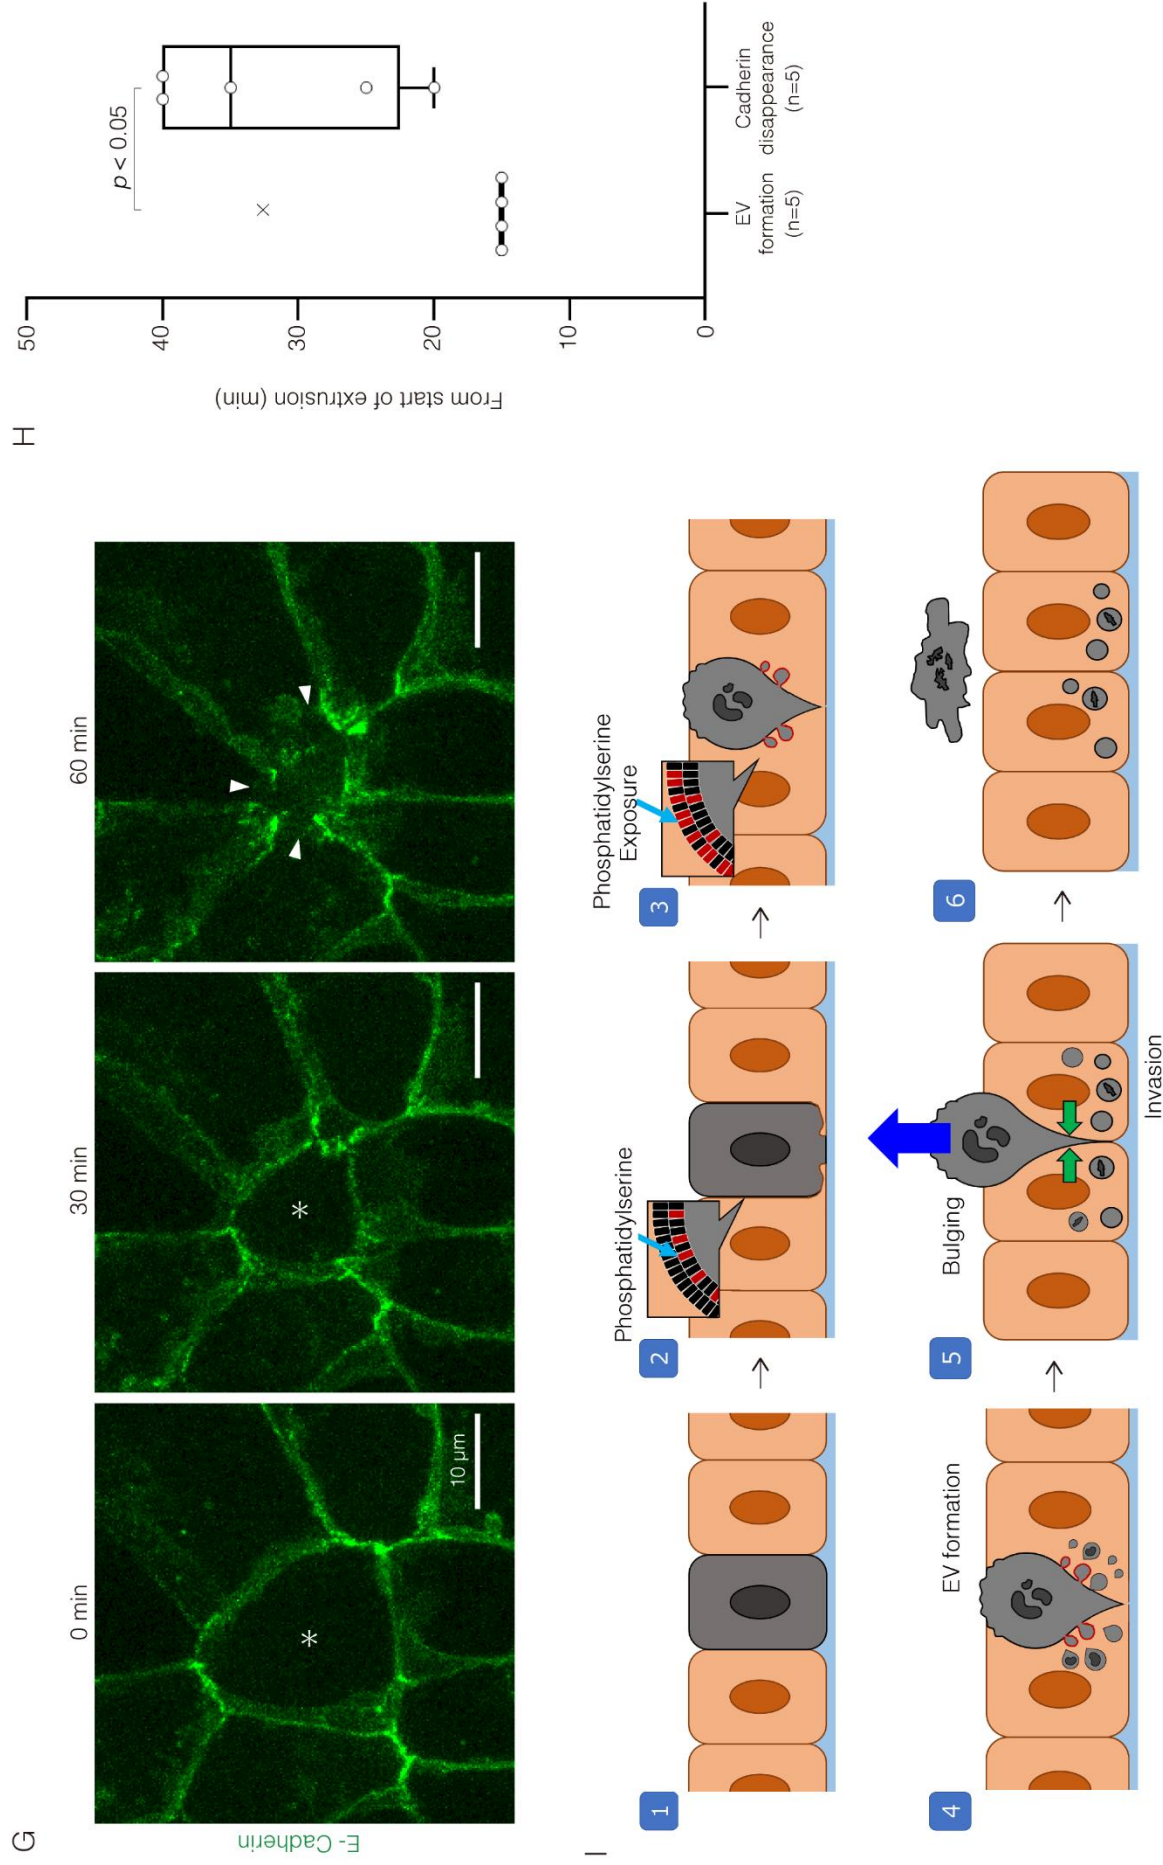 G
0 min
30 min
60 min
E- Cadherin
*
*
10 µm
H
From start of extrusion (min)
50
40
30
20
10
0
p < 0.05
×
EV
formation
(n=5)
Cadherin
disappearance
(n=5)
I
1
2
Phosphatidylserine
3
Phosphatidylserine
Exposure
4
EV formation
5
Bulging
Invasion
6